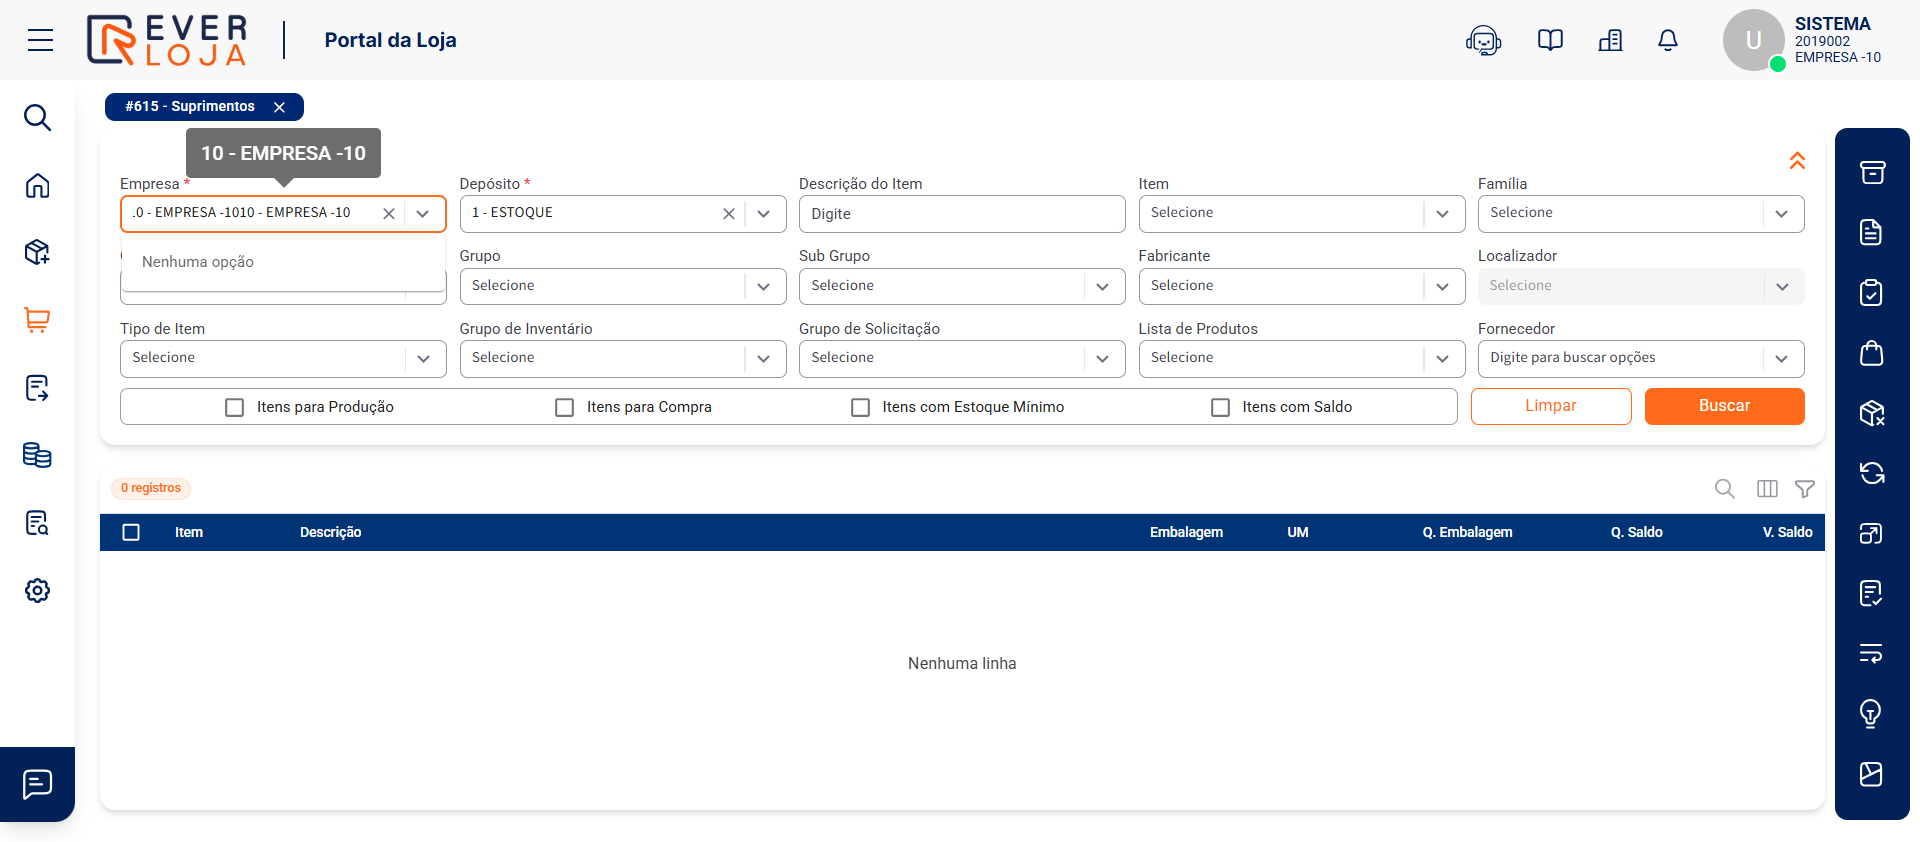 EVER
LOJA
Portal da Loja
U
SISTEMA
2019002
EMPRESA -10
#615 - Suprimentos
10 - EMPRESA -10
Empresa *
Depósito *
Descrição do Item
Item
Família
.0 - EMPRESA -1010 - EMPRESA -10
1 - ESTOQUE
Digite
Selecione
Selecione
Nenhuma opção
Grupo
Sub Grupo
Fabricante
Localizador
Selecione
Selecione
Selecione
Selecione
Tipo de Item
Grupo de Inventário
Grupo de Solicitação
Lista de Produtos
Fornecedor
Selecione
Selecione
Selecione
Selecione
Digite para buscar opções
Itens para Produção
Itens para Compra
Itens com Estoque Mínimo
Itens com Saldo
Limpar
Buscar
0 registros
Item
Descrição
Embalagem
UM
Q. Embalagem
Q. Saldo
V. Saldo
Nenhuma linha